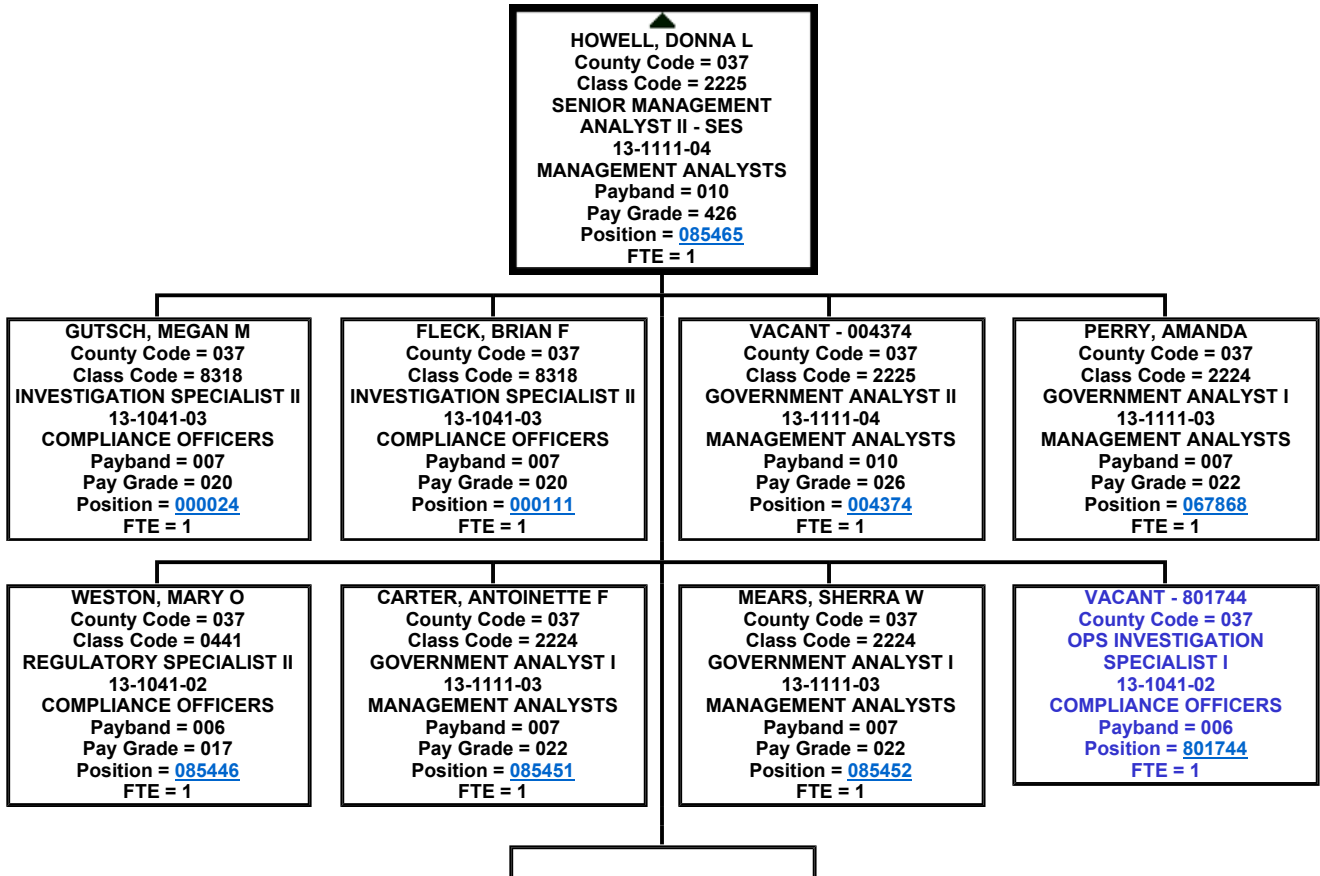 HOWELL, DONNA L
County Code = 037
Class Code = 2225
SENIOR MANAGEMENT
ANALYST II - SES
13-1111-04
MANAGEMENT ANALYSTS
Payband = 010
Pay Grade = 426
Position = 085465
FTE = 1
GUTSCH, MEGAN M
County Code = 037
Class Code = 8318
INVESTIGATION SPECIALIST II
13-1041-03
COMPLIANCE OFFICERS
Payband = 007
Pay Grade = 020
Position = 000024
FTE = 1
FLECK, BRIAN F
County Code = 037
Class Code = 8318
INVESTIGATION SPECIALIST II
13-1041-03
COMPLIANCE OFFICERS
Payband = 007
Pay Grade = 020
Position = 000111
FTE = 1
VACANT - 004374
County Code = 037
Class Code = 2225
GOVERNMENT ANALYST II
13-1111-04
MANAGEMENT ANALYSTS
Payband = 010
Pay Grade = 026
Position = 004374
FTE = 1
PERRY, AMANDA
County Code = 037
Class Code = 2224
GOVERNMENT ANALYST I
13-1111-03
MANAGEMENT ANALYSTS
Payband = 007
Pay Grade = 022
Position = 067868
FTE = 1
WESTON, MARY O
County Code = 037
Class Code = 0441
REGULATORY SPECIALIST II
13-1041-02
COMPLIANCE OFFICERS
Payband = 006
Pay Grade = 017
Position = 085446
FTE = 1
CARTER, ANTOINETTE F
County Code = 037
Class Code = 2224
GOVERNMENT ANALYST I
13-1111-03
MANAGEMENT ANALYSTS
Payband = 007
Pay Grade = 022
Position = 085451
FTE = 1
MEARS, SHERRA W
County Code = 037
Class Code = 2224
GOVERNMENT ANALYST I
13-1111-03
MANAGEMENT ANALYSTS
Payband = 007
Pay Grade = 022
Position = 085452
FTE = 1
VACANT - 801744
County Code = 037
OPS INVESTIGATION
SPECIALIST I
13-1041-02
COMPLIANCE OFFICERS
Payband = 006
Position = 801744
FTE = 1